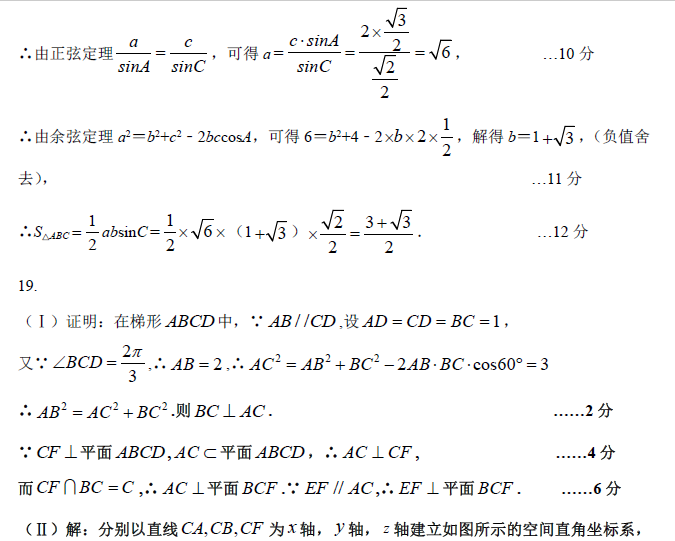 ∴由正弦定理 a/sinA = c/sinC，可得 a = c·sinA/sinC = (2×√3/2)/(√2/2) = √6， …10 分
∴由余弦定理 a²＝b²+c²﹣2bccosA，可得 6＝b²+4﹣2×b×2×1/2，解得 b＝1+√3，（负值舍
去）， …11 分
∴S△ABC = 1/2 absinC = 1/2×√6×（1+√3）×√2/2 = (3+√3)/2． …12 分
19.
（Ⅰ）证明：在梯形 ABCD 中，∵ AB//CD ,设 AD = CD = BC = 1，
又∵ ∠BCD = 2π/3 ,∴ AB = 2 ,∴ AC² = AB² + BC² − 2AB·BC·cos60° = 3
∴ AB² = AC² + BC² .则 BC ⊥ AC . ……2 分
∵ CF ⊥平面 ABCD, AC ⊂平面 ABCD，∴ AC ⊥ CF , ……4 分
而 CF∩BC = C ,∴ AC ⊥平面 BCF .∵ EF // AC ,∴ EF ⊥平面 BCF . ……6 分
（Ⅱ）解：分别以直线 CA, CB, CF 为 x 轴，y 轴，z 轴建立如图所示的空间直角坐标系，